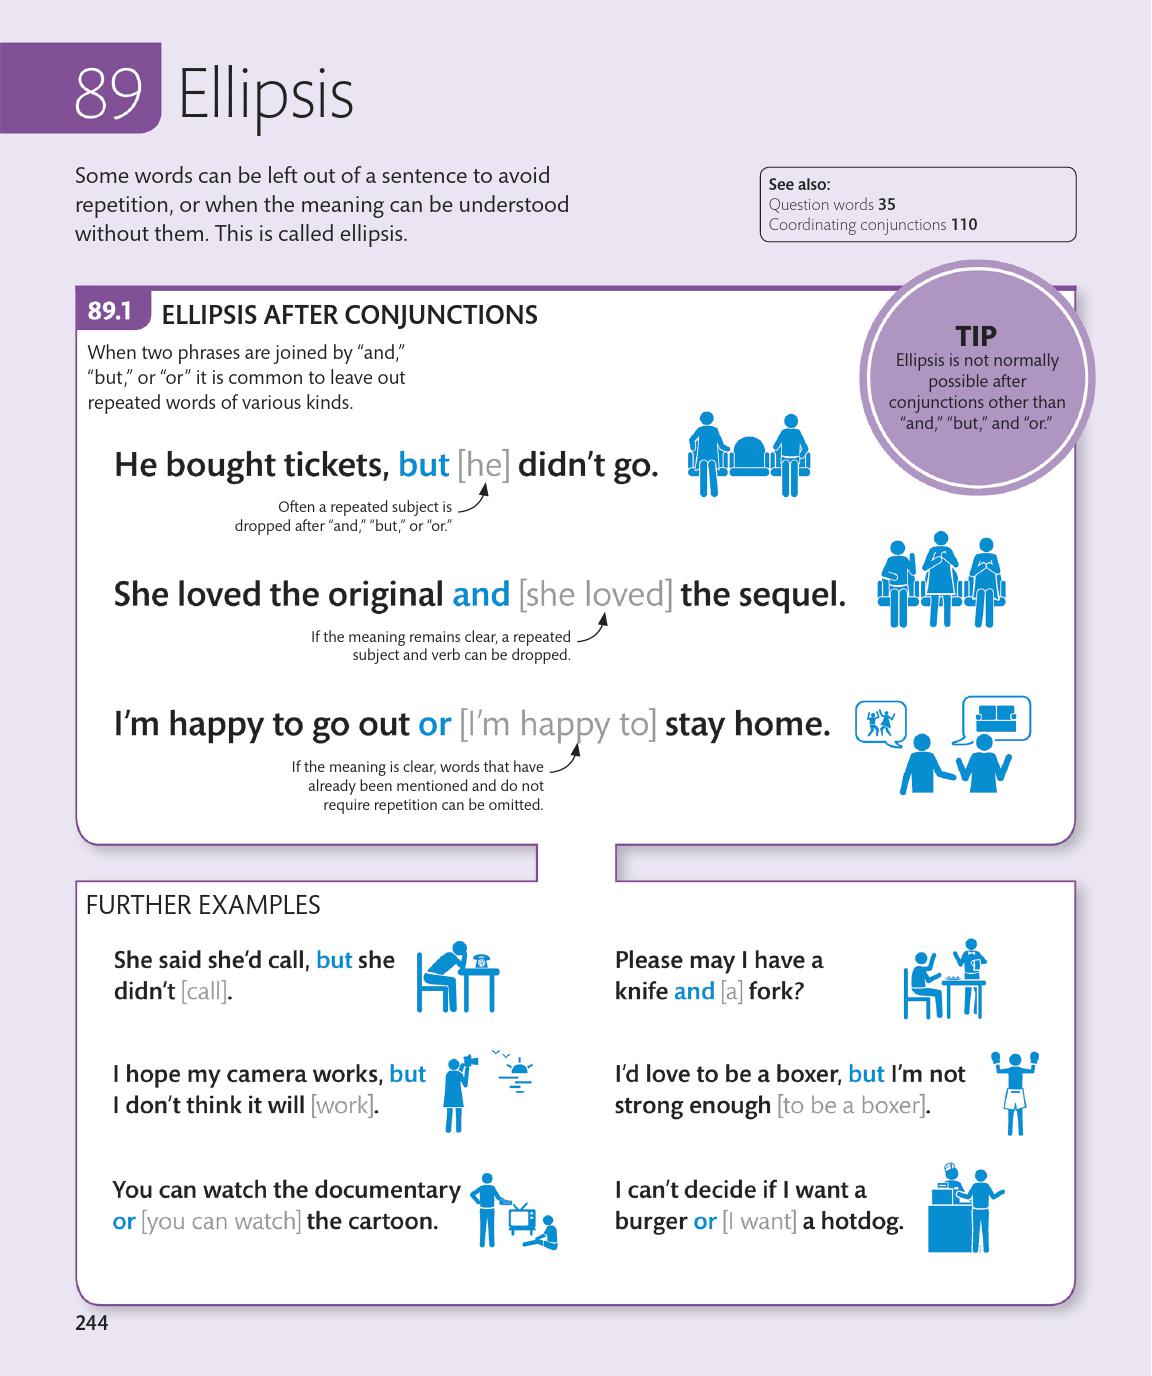 89 Ellipsis
Some words can be left out of a sentence to avoid
repetition, or when the meaning can be understood
without them. This is called ellipsis.
See also:
Question words 35
Coordinating conjunctions 110
89.1 ELLIPSIS AFTER CONJUNCTIONS
When two phrases are joined by “and,”
“but,” or “or” it is common to leave out
repeated words of various kinds.
TIP
Ellipsis is not normally
possible after
conjunctions other than
“and,” “but,” and “or.”
He bought tickets, but [he] didn’t go.
Often a repeated subject is
dropped after “and,” “but,” or “or.”
She loved the original and [she loved] the sequel.
If the meaning remains clear, a repeated
subject and verb can be dropped.
I’m happy to go out or [I’m happy to] stay home.
If the meaning is clear, words that have
already been mentioned and do not
require repetition can be omitted.
FURTHER EXAMPLES
She said she’d call, but she
didn’t [call].
Please may I have a
knife and [a] fork?
I hope my camera works, but
I don’t think it will [work].
I’d love to be a boxer, but I’m not
strong enough [to be a boxer].
You can watch the documentary
or [you can watch] the cartoon.
I can’t decide if I want a
burger or [I want] a hotdog.
244